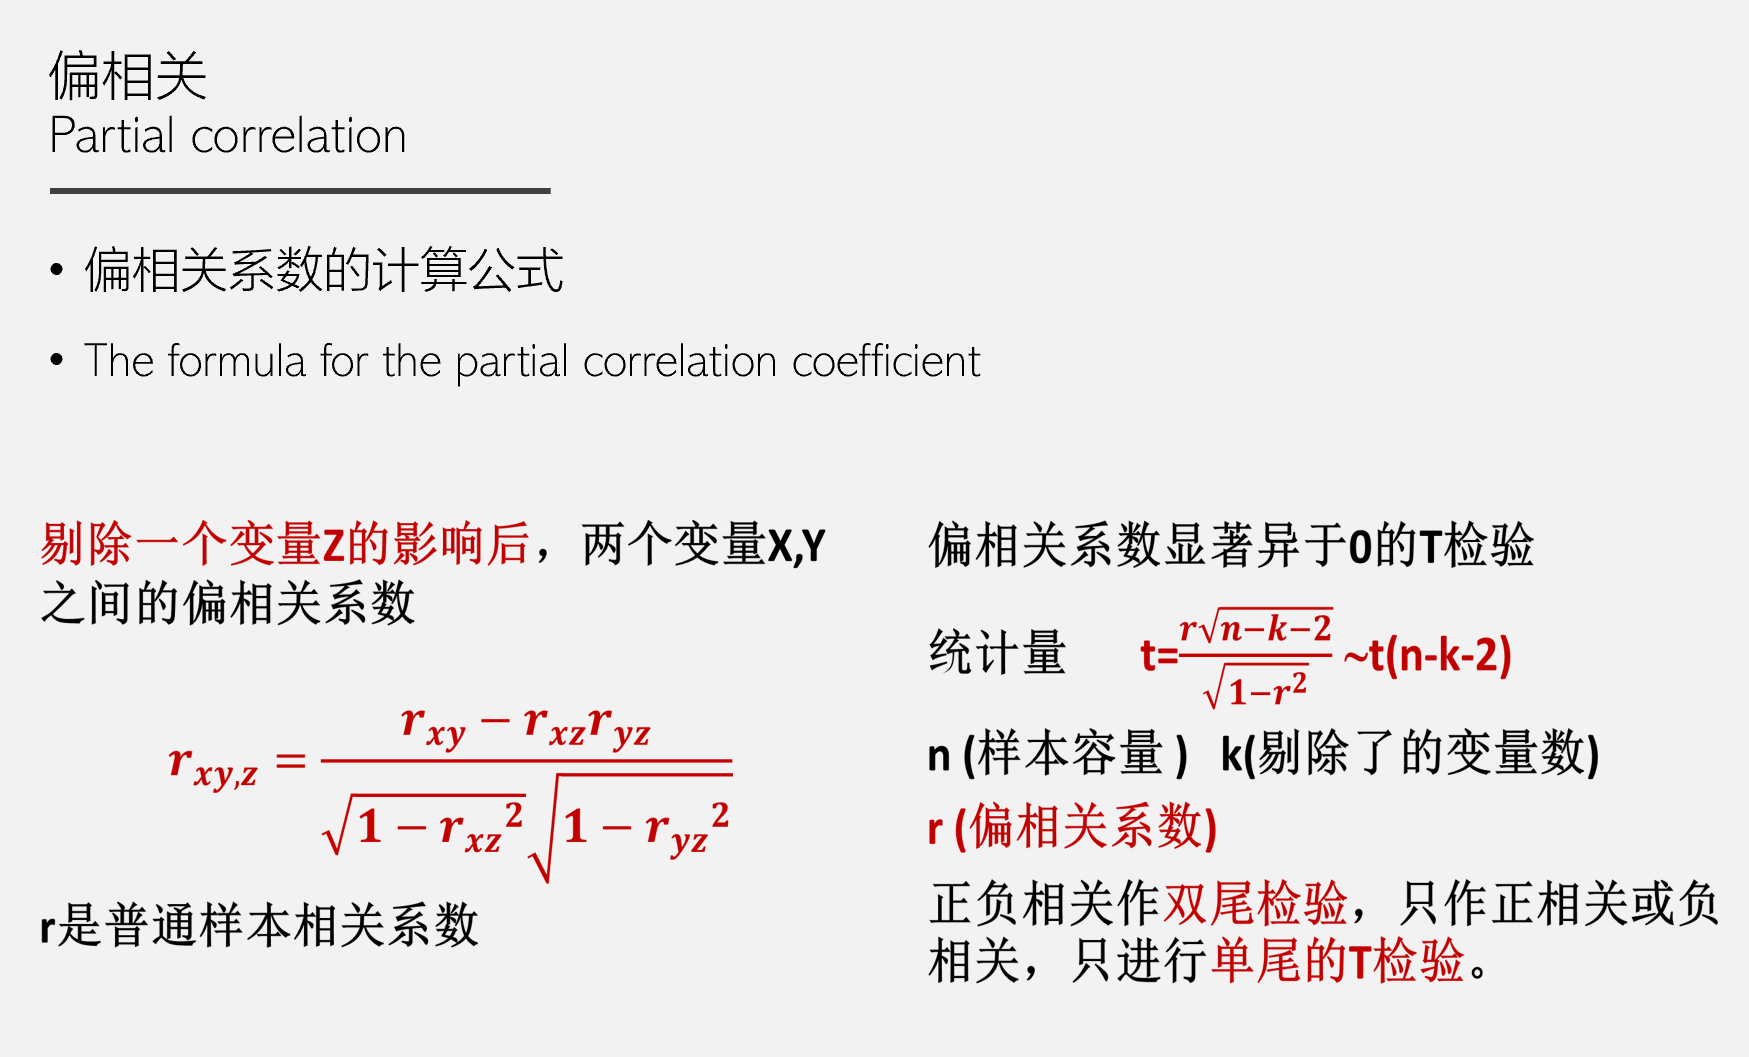 偏相关
Partial correlation
• 偏相关系数的计算公式
• The formula for the partial correlation coefficient
剔除一个变量Z的影响后，两个变量X,Y
之间的偏相关系数
r_{xy,z} = \frac{r_{xy} - r_{xz}r_{yz}}{\sqrt{1 - r_{xz}^2}\sqrt{1 - r_{yz}^2}}
r是普通样本相关系数
偏相关系数显著异于0的T检验
统计量 t=\frac{r\sqrt{n-k-2}}{\sqrt{1-r^2}} ~t(n-k-2)
n (样本容量 ) k(剔除了的变量数)
r (偏相关系数)
正负相关作双尾检验，只作正相关或负
相关，只进行单尾的T检验。